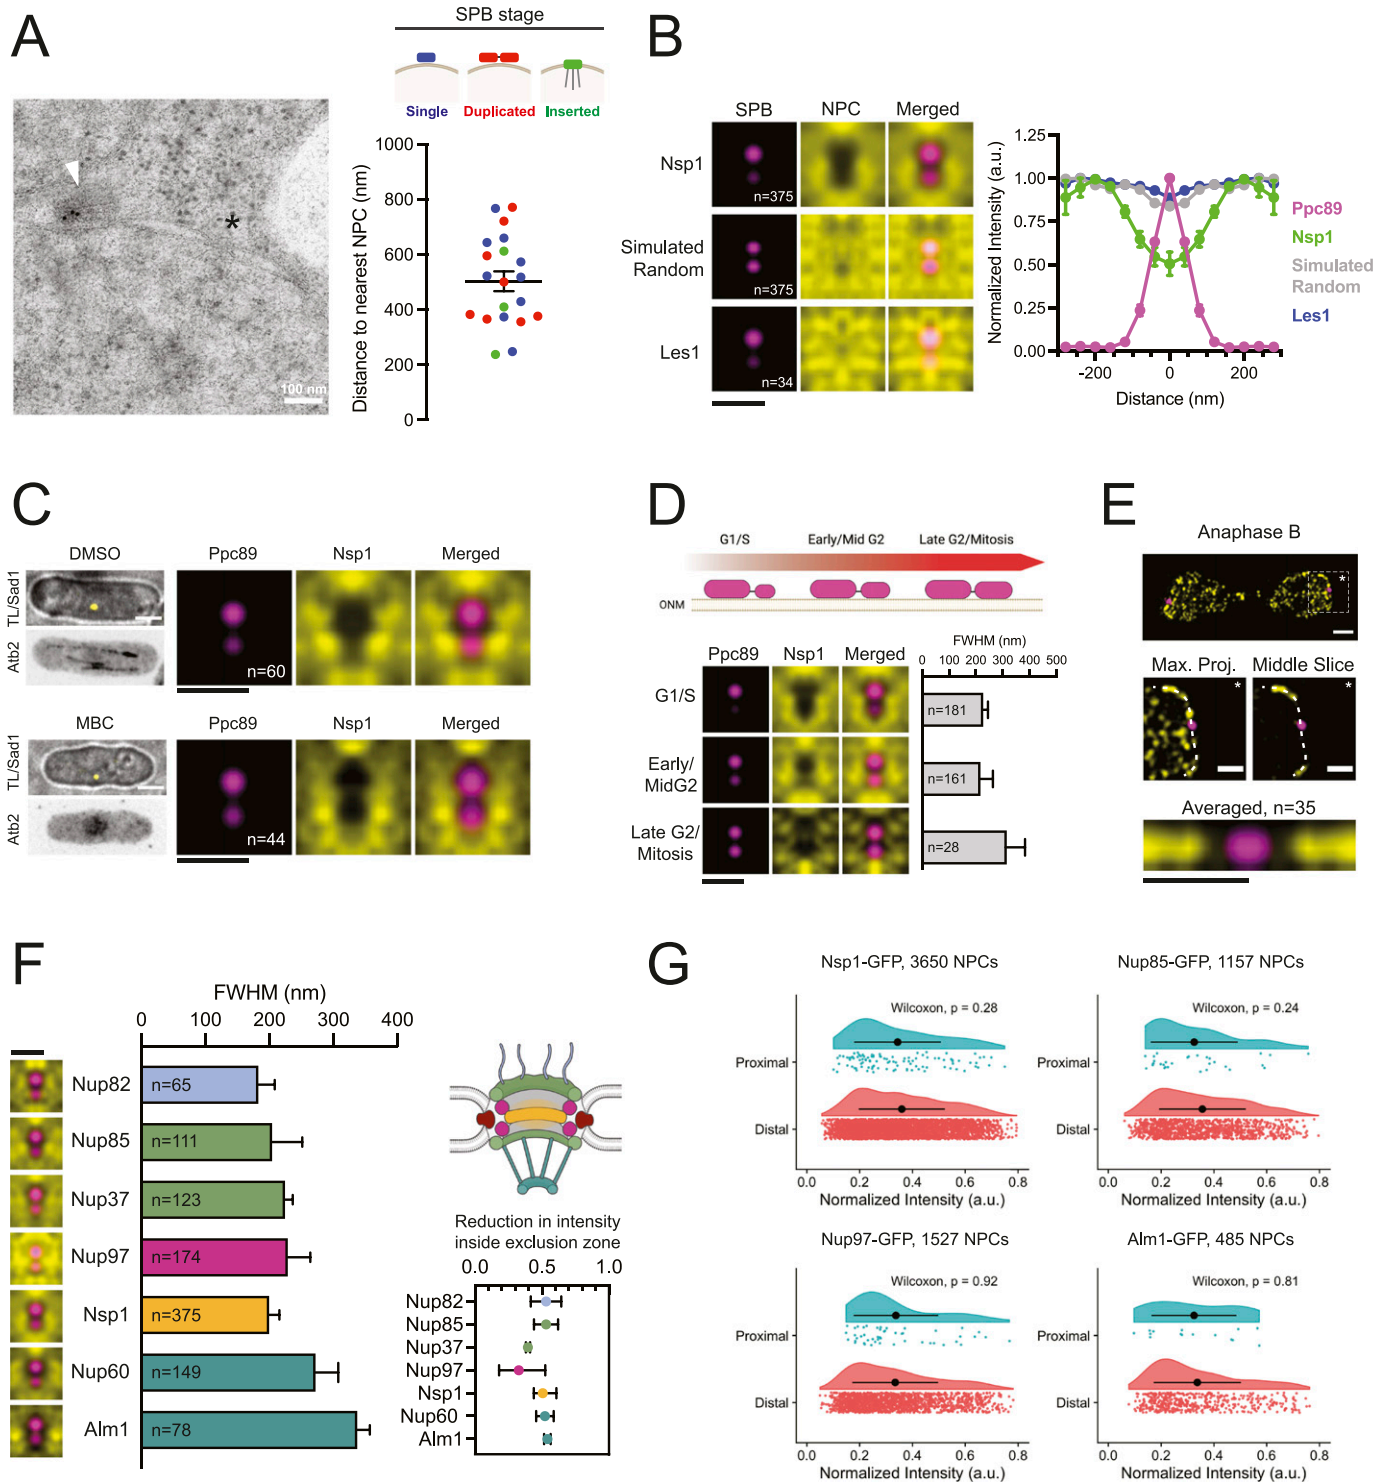 A
SPB stage
Single
Duplicated
Inserted
100 nm
*
Distance to nearest NPC (nm)
1000
800
600
400
200
0
B
SPB
NPC
Merged
Nsp1
n=375
Simulated
Random
n=375
Les1
n=34
Normalized Intensity (a.u.)
1.25
1.00
0.75
0.50
0.25
0.00
-200
0
200
Distance (nm)
Ppc89
Nsp1
Simulated
Random
Les1
C
DMSO
Ppc89
Nsp1
Merged
TL/Sad1
Atb2
n=60
MBC
Ppc89
Nsp1
Merged
TL/Sad1
Atb2
n=44
D
G1/S
Early/Mid G2
Late G2/Mitosis
ONM
FWHM (nm)
0 100 200 300 400 500
Ppc89
Nsp1
Merged
G1/S
n=181
Early/
MidG2
n=161
Late G2/
Mitosis
n=28
E
Anaphase B
*
Max. Proj.
Middle Slice
*
*
Averaged, n=35
F
FWHM (nm)
0 100 200 300 400
Nup82
n=65
Nup85
n=111
Nup37
n=123
Nup97
n=174
Nsp1
n=375
Nup60
n=149
Alm1
n=78
Reduction in intensity
inside exclusion zone
0.0 0.5 1.0
Nup82
Nup85
Nup37
Nup97
Nsp1
Nup60
Alm1
G
Nsp1-GFP, 3650 NPCs
Wilcoxon, p = 0.28
Proximal
Distal
0.0 0.2 0.4 0.6 0.8
Normalized Intensity (a.u.)
Nup85-GFP, 1157 NPCs
Wilcoxon, p = 0.24
Proximal
Distal
0.0 0.2 0.4 0.6 0.8
Normalized Intensity (a.u.)
Nup97-GFP, 1527 NPCs
Wilcoxon, p = 0.92
Proximal
Distal
0.0 0.2 0.4 0.6 0.8
Normalized Intensity (a.u.)
Alm1-GFP, 485 NPCs
Wilcoxon, p = 0.81
Proximal
Distal
0.0 0.2 0.4 0.6 0.8
Normalized Intensity (a.u.)